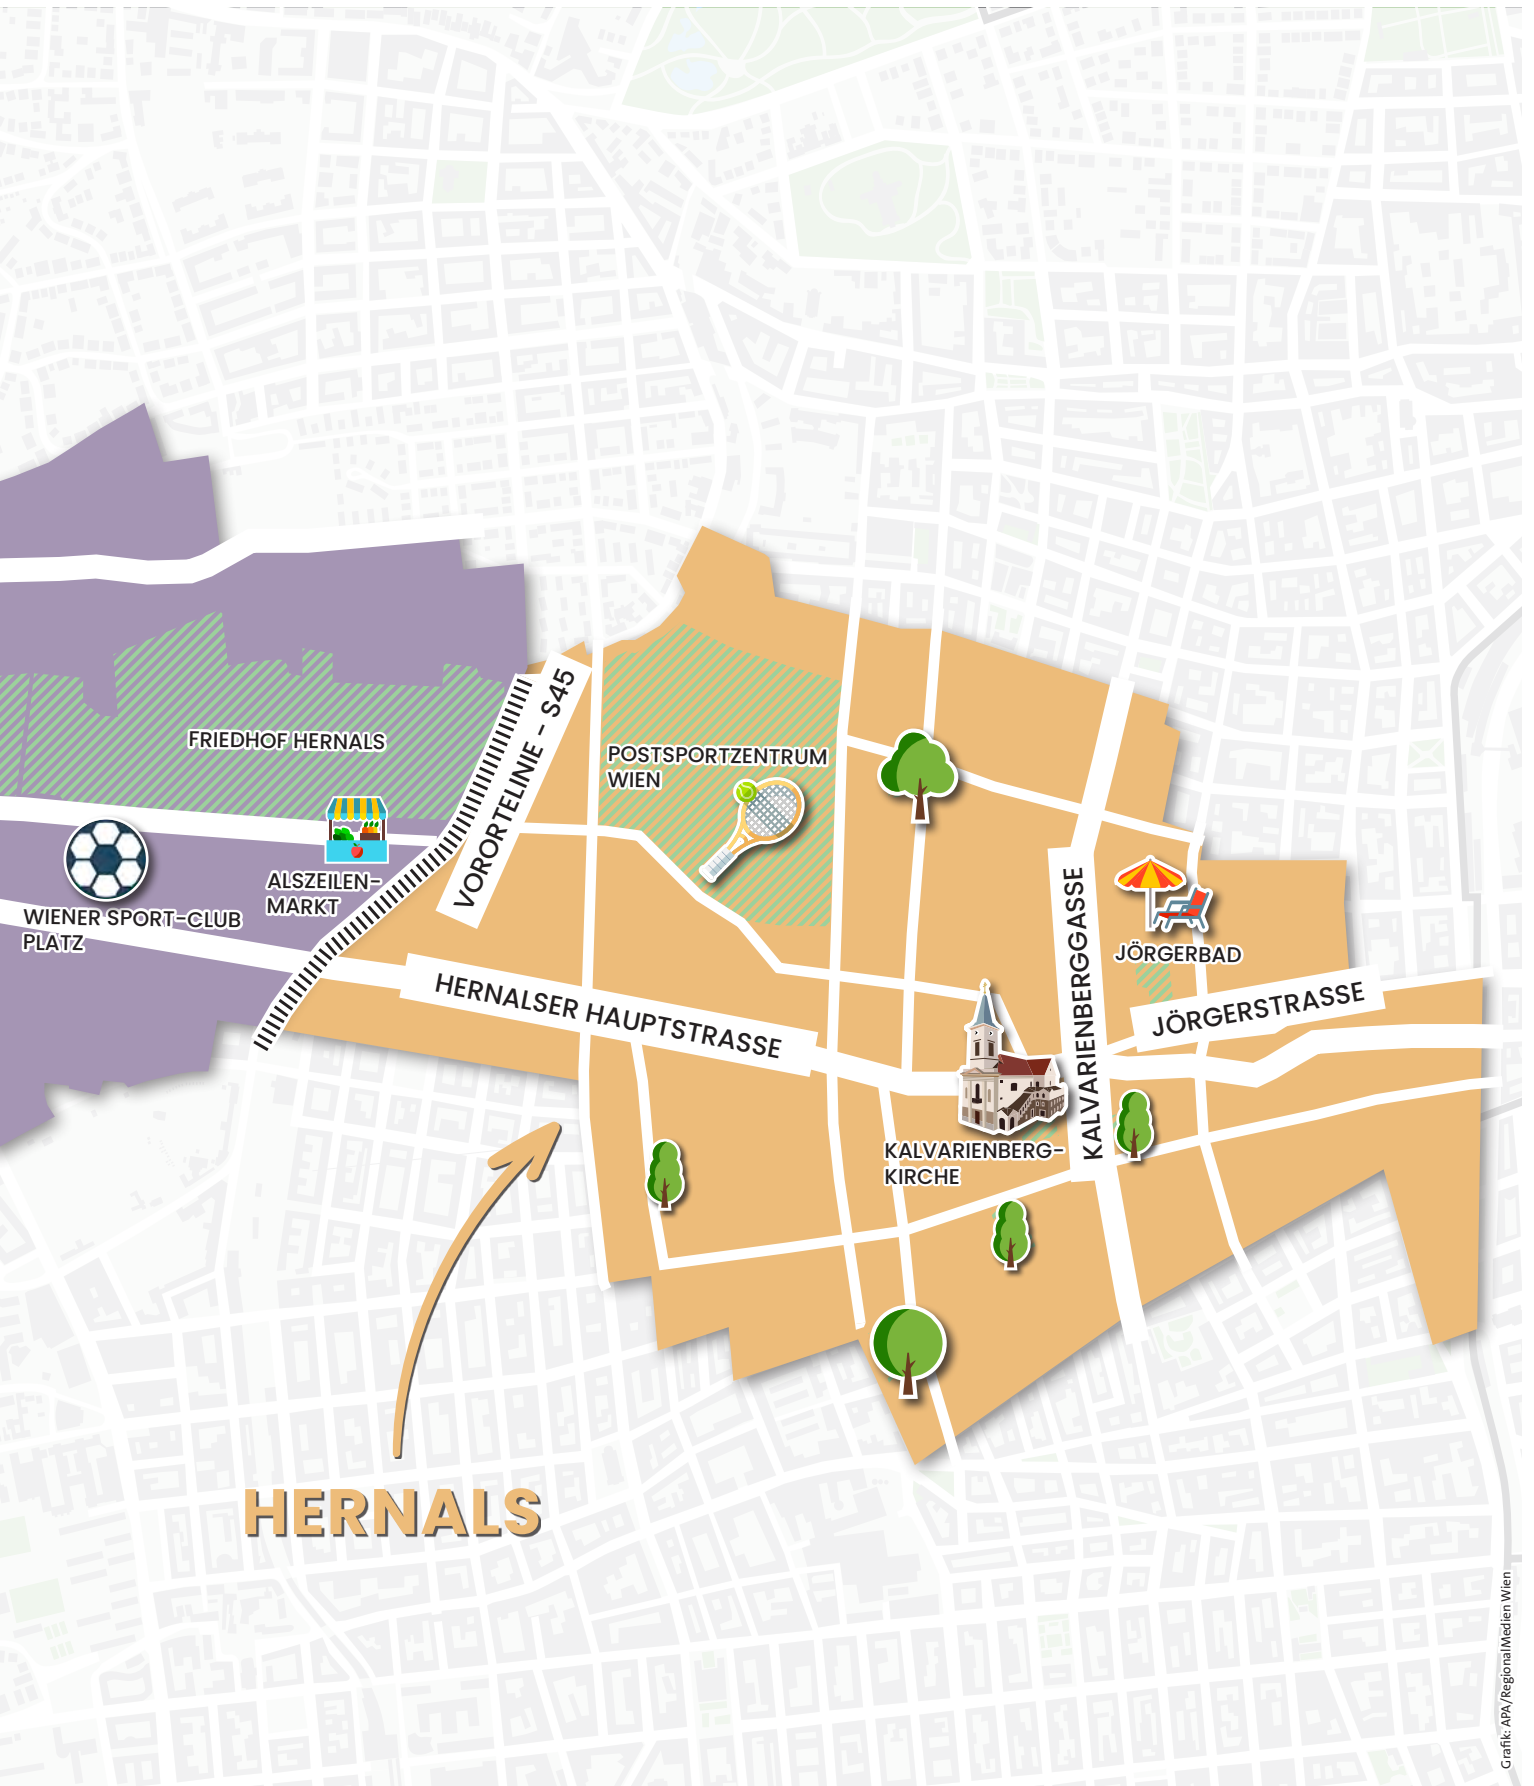 VORORTELINIE – S45
FRIEDHOF HERNALS
POSTSPORTZENTRUM
WIEN
ALSZEILEN-
MARKT
WIENER SPORT-CLUB
PLATZ
KALVARIENBERGGASSE
JÖRGERBAD
HERNALSER HAUPTSTRASSE
JÖRGERSTRASSE
KALVARIENBERG-
KIRCHE
HERNALS
Grafik: APA/RegionalMedien Wien